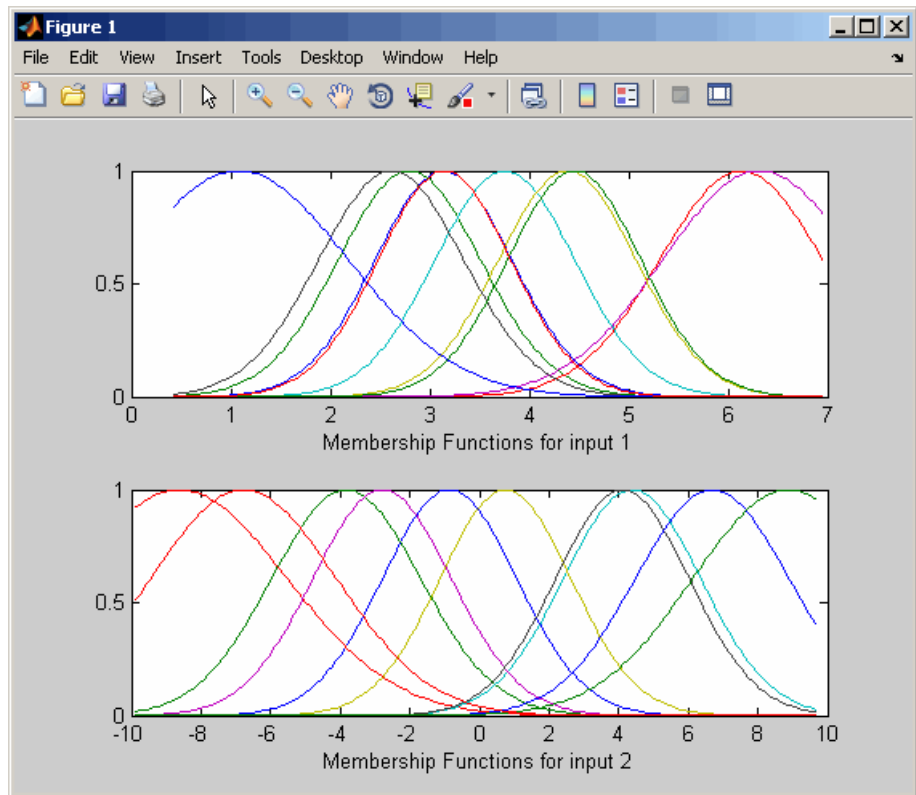 Figure 1
File Edit View Insert Tools Desktop Window Help
1
0.5
0
0 1 2 3 4 5 6 7
Membership Functions for input 1
1
0.5
0
-10 -8 -6 -4 -2 0 2 4 6 8 10
Membership Functions for input 2